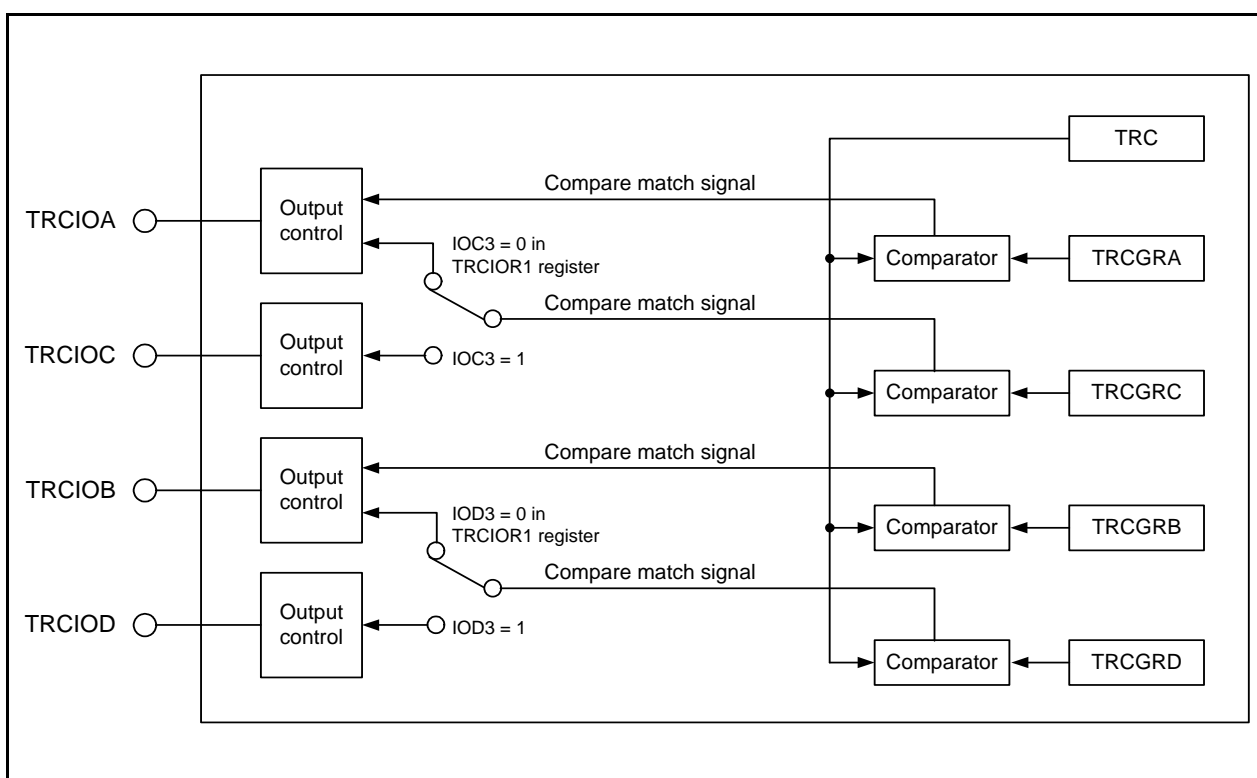 TRC
Compare match signal
TRCIOA
Output
control
IOC3 = 0 in
TRCIOR1 register
Comparator
TRCGRA
Compare match signal
TRCIOC
Output
control
IOC3 = 1
Comparator
TRCGRC
Compare match signal
TRCIOB
Output
control
IOD3 = 0 in
TRCIOR1 register
Comparator
TRCGRB
Compare match signal
TRCIOD
Output
control
IOD3 = 1
Comparator
TRCGRD